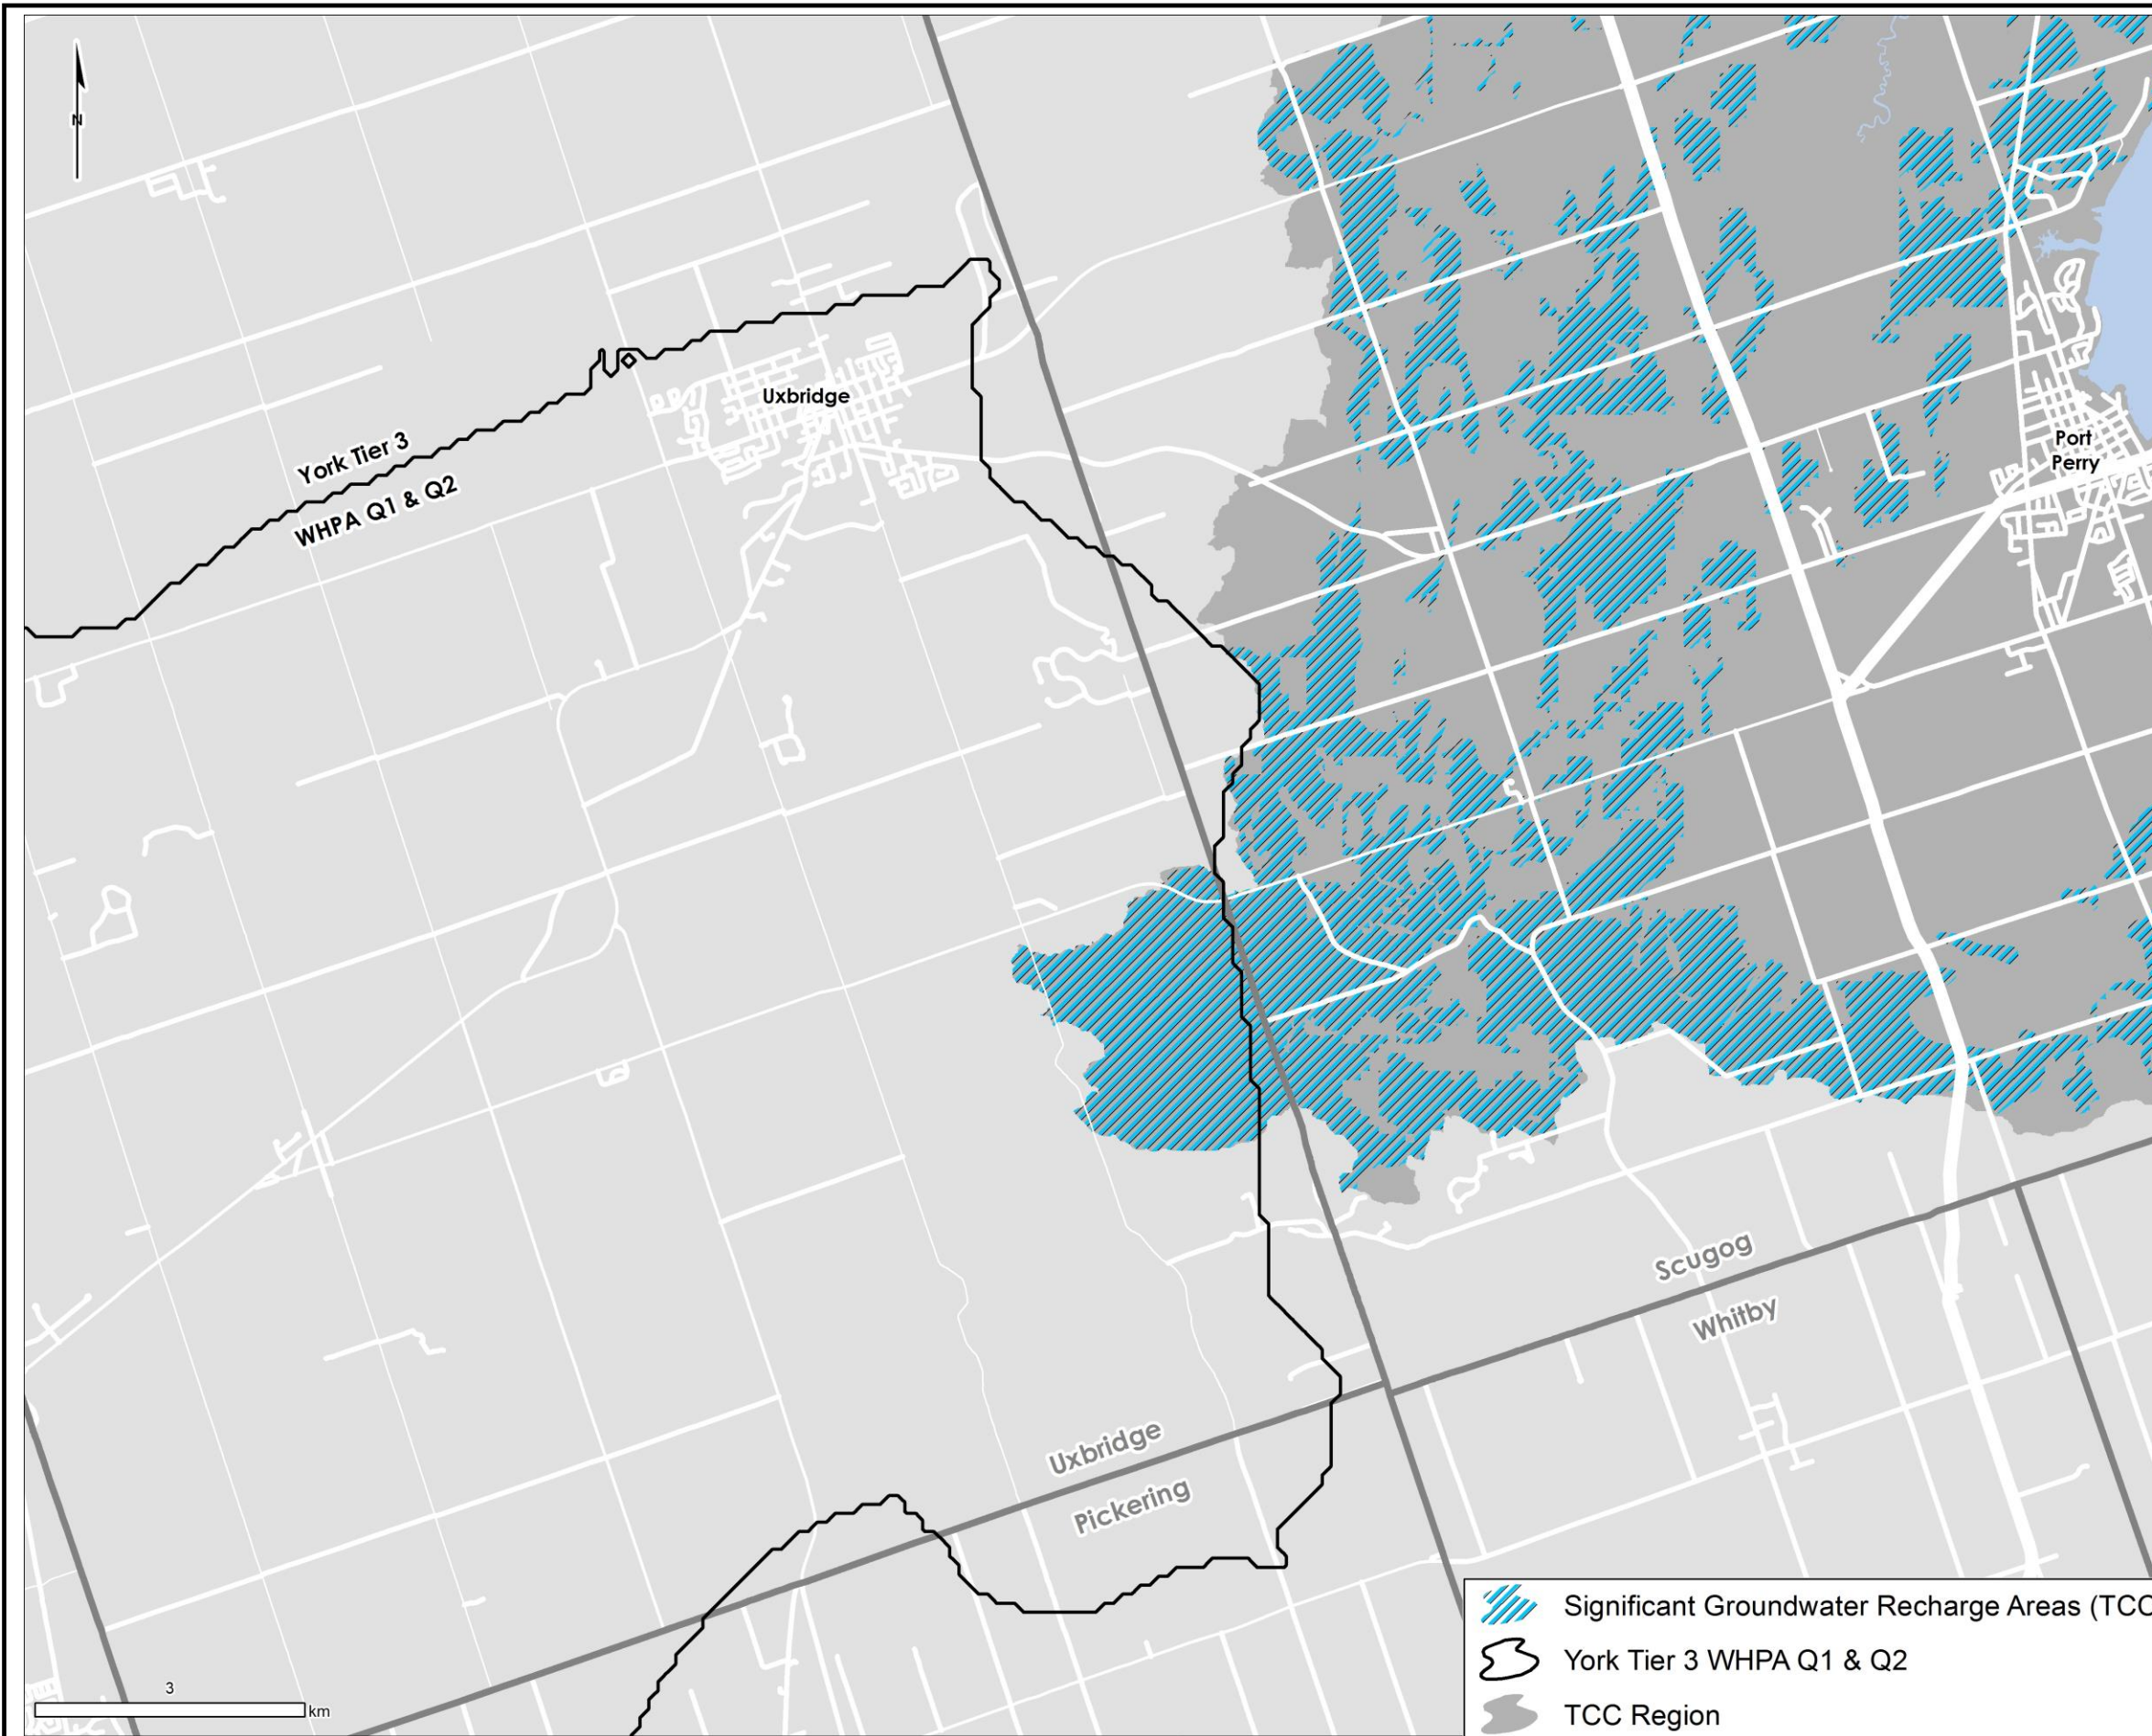 N
Uxbridge
York Tier 3
WHPA Q1 & Q2
Port
Perry
Scugog
Whitby
Uxbridge
Pickering
3
km
Significant Groundwater Recharge Areas (TCC
York Tier 3 WHPA Q1 & Q2
TCC Region